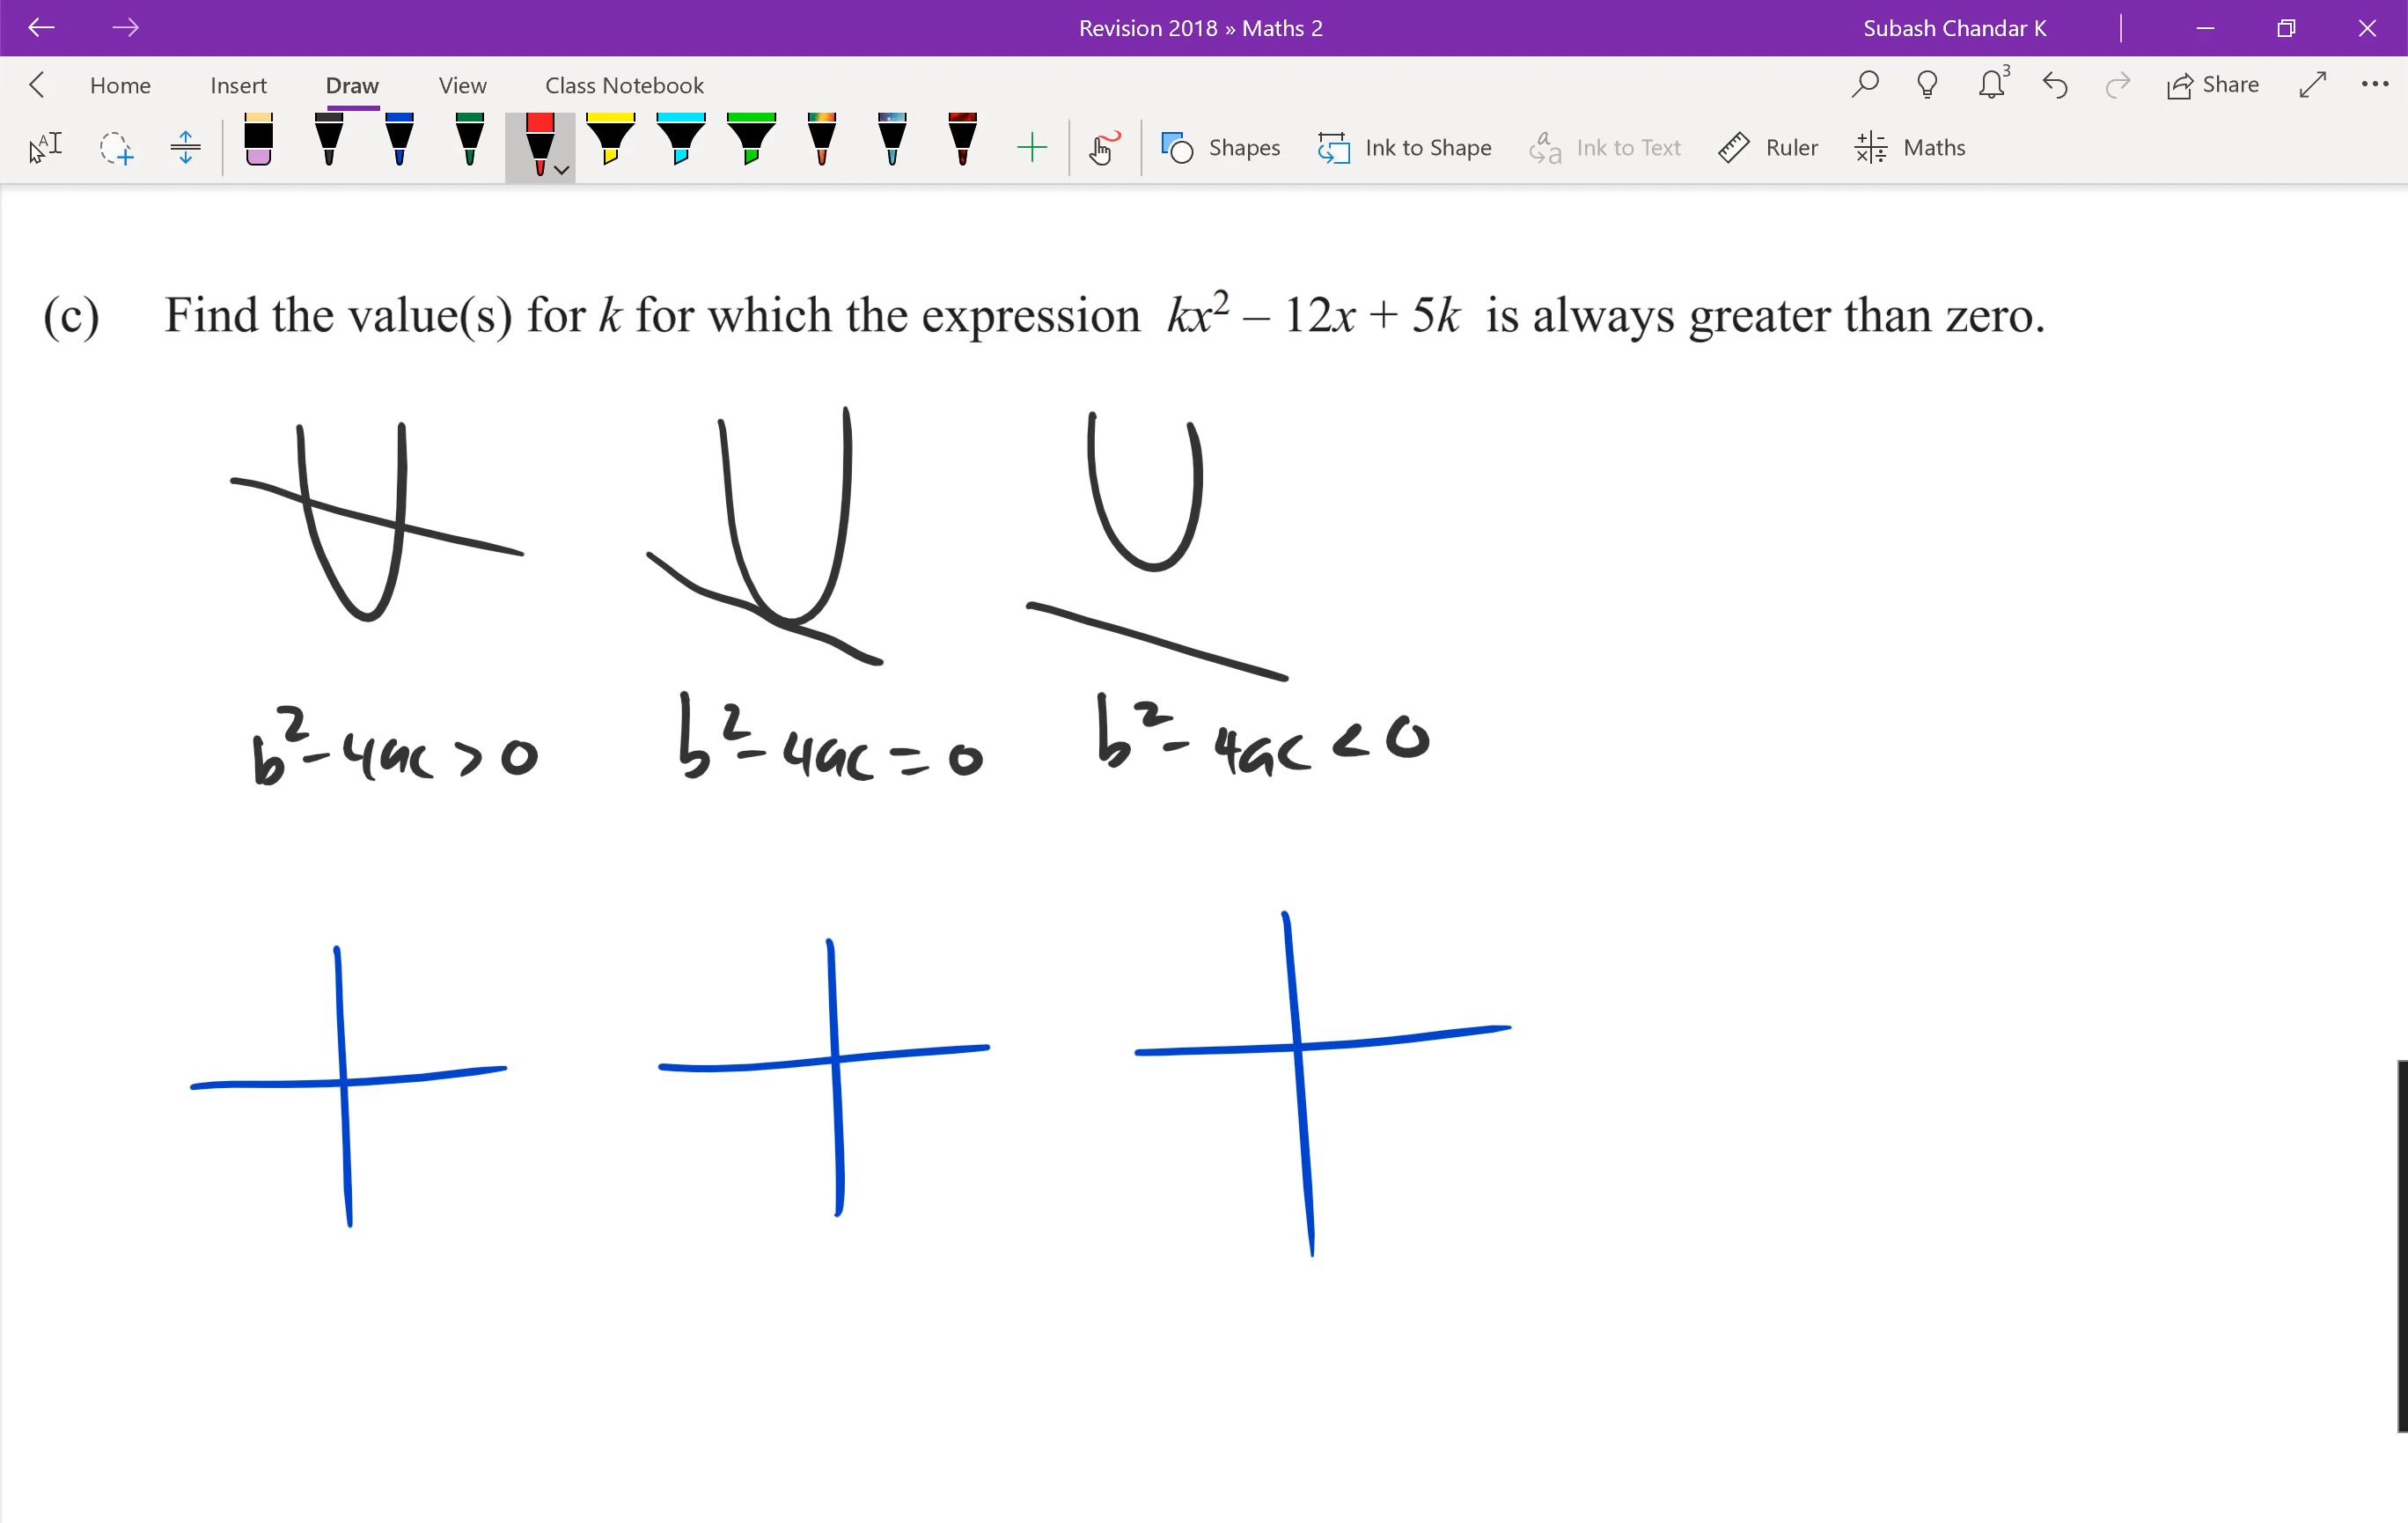 Revision 2018 » Maths 2 Subash Chandar K
Home Insert Draw View Class Notebook 3 Share
Shapes Ink to Shape Ink to Text Ruler Maths
(c) Find the value(s) for k for which the expression kx² – 12x + 5k is always greater than zero.
b² - 4ac > 0 b² - 4ac = 0 b² - 4ac < 0